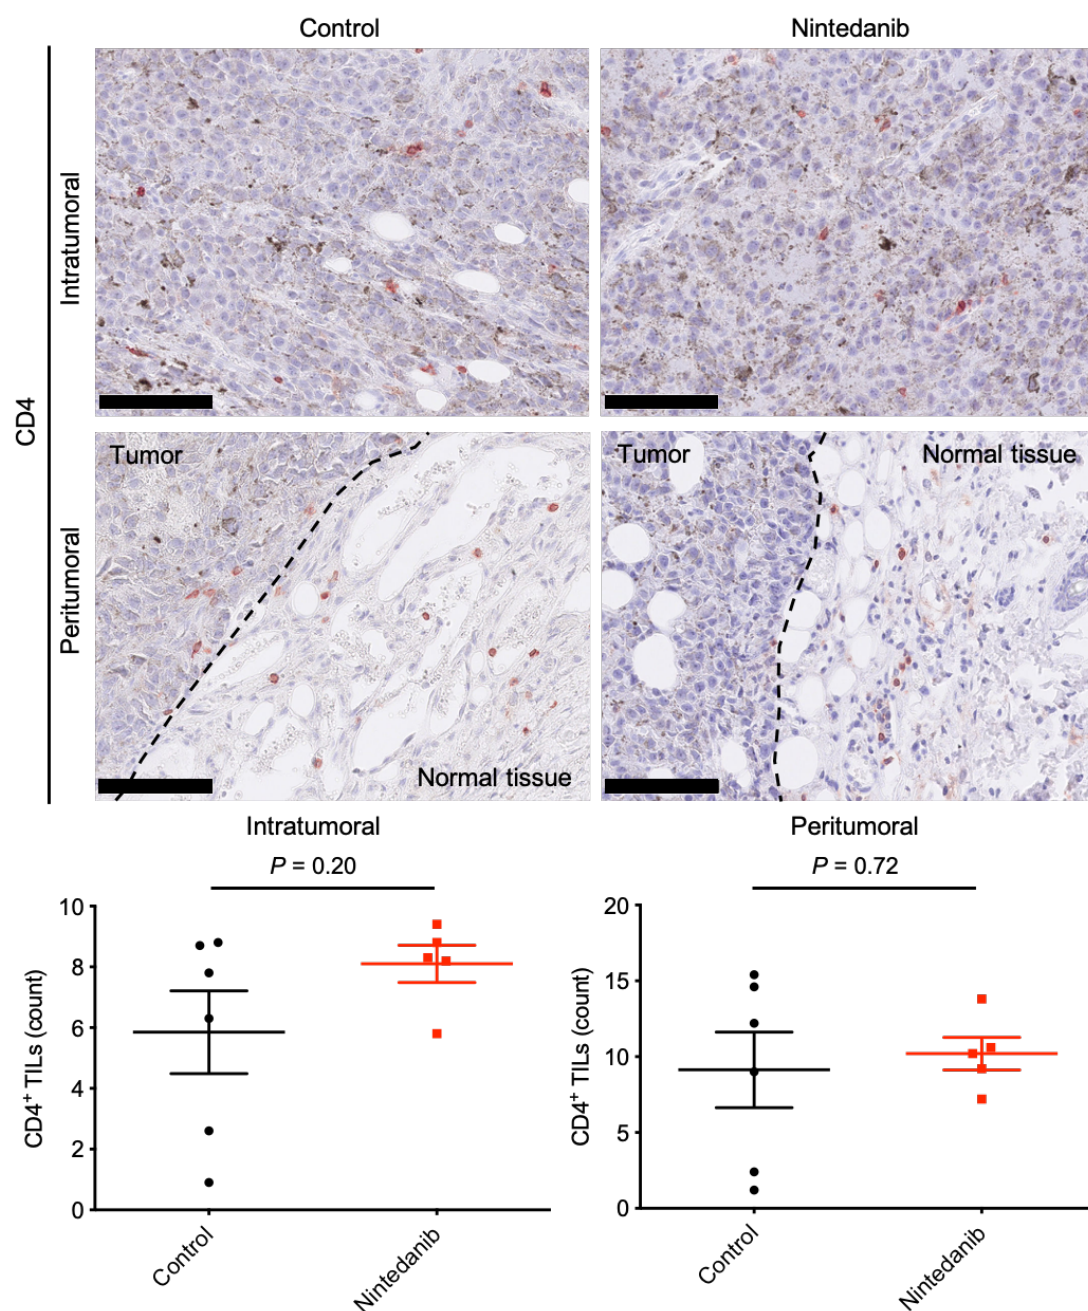 Control
Nintedanib
CD4
Intratumoral
Peritumoral
Tumor
Normal tissue
Tumor
Normal tissue
Intratumoral
P = 0.20
CD4⁺ TILs (count)
10
8
6
4
2
0
Control
Nintedanib
Peritumoral
P = 0.72
CD4⁺ TILs (count)
20
15
10
5
0
Control
Nintedanib